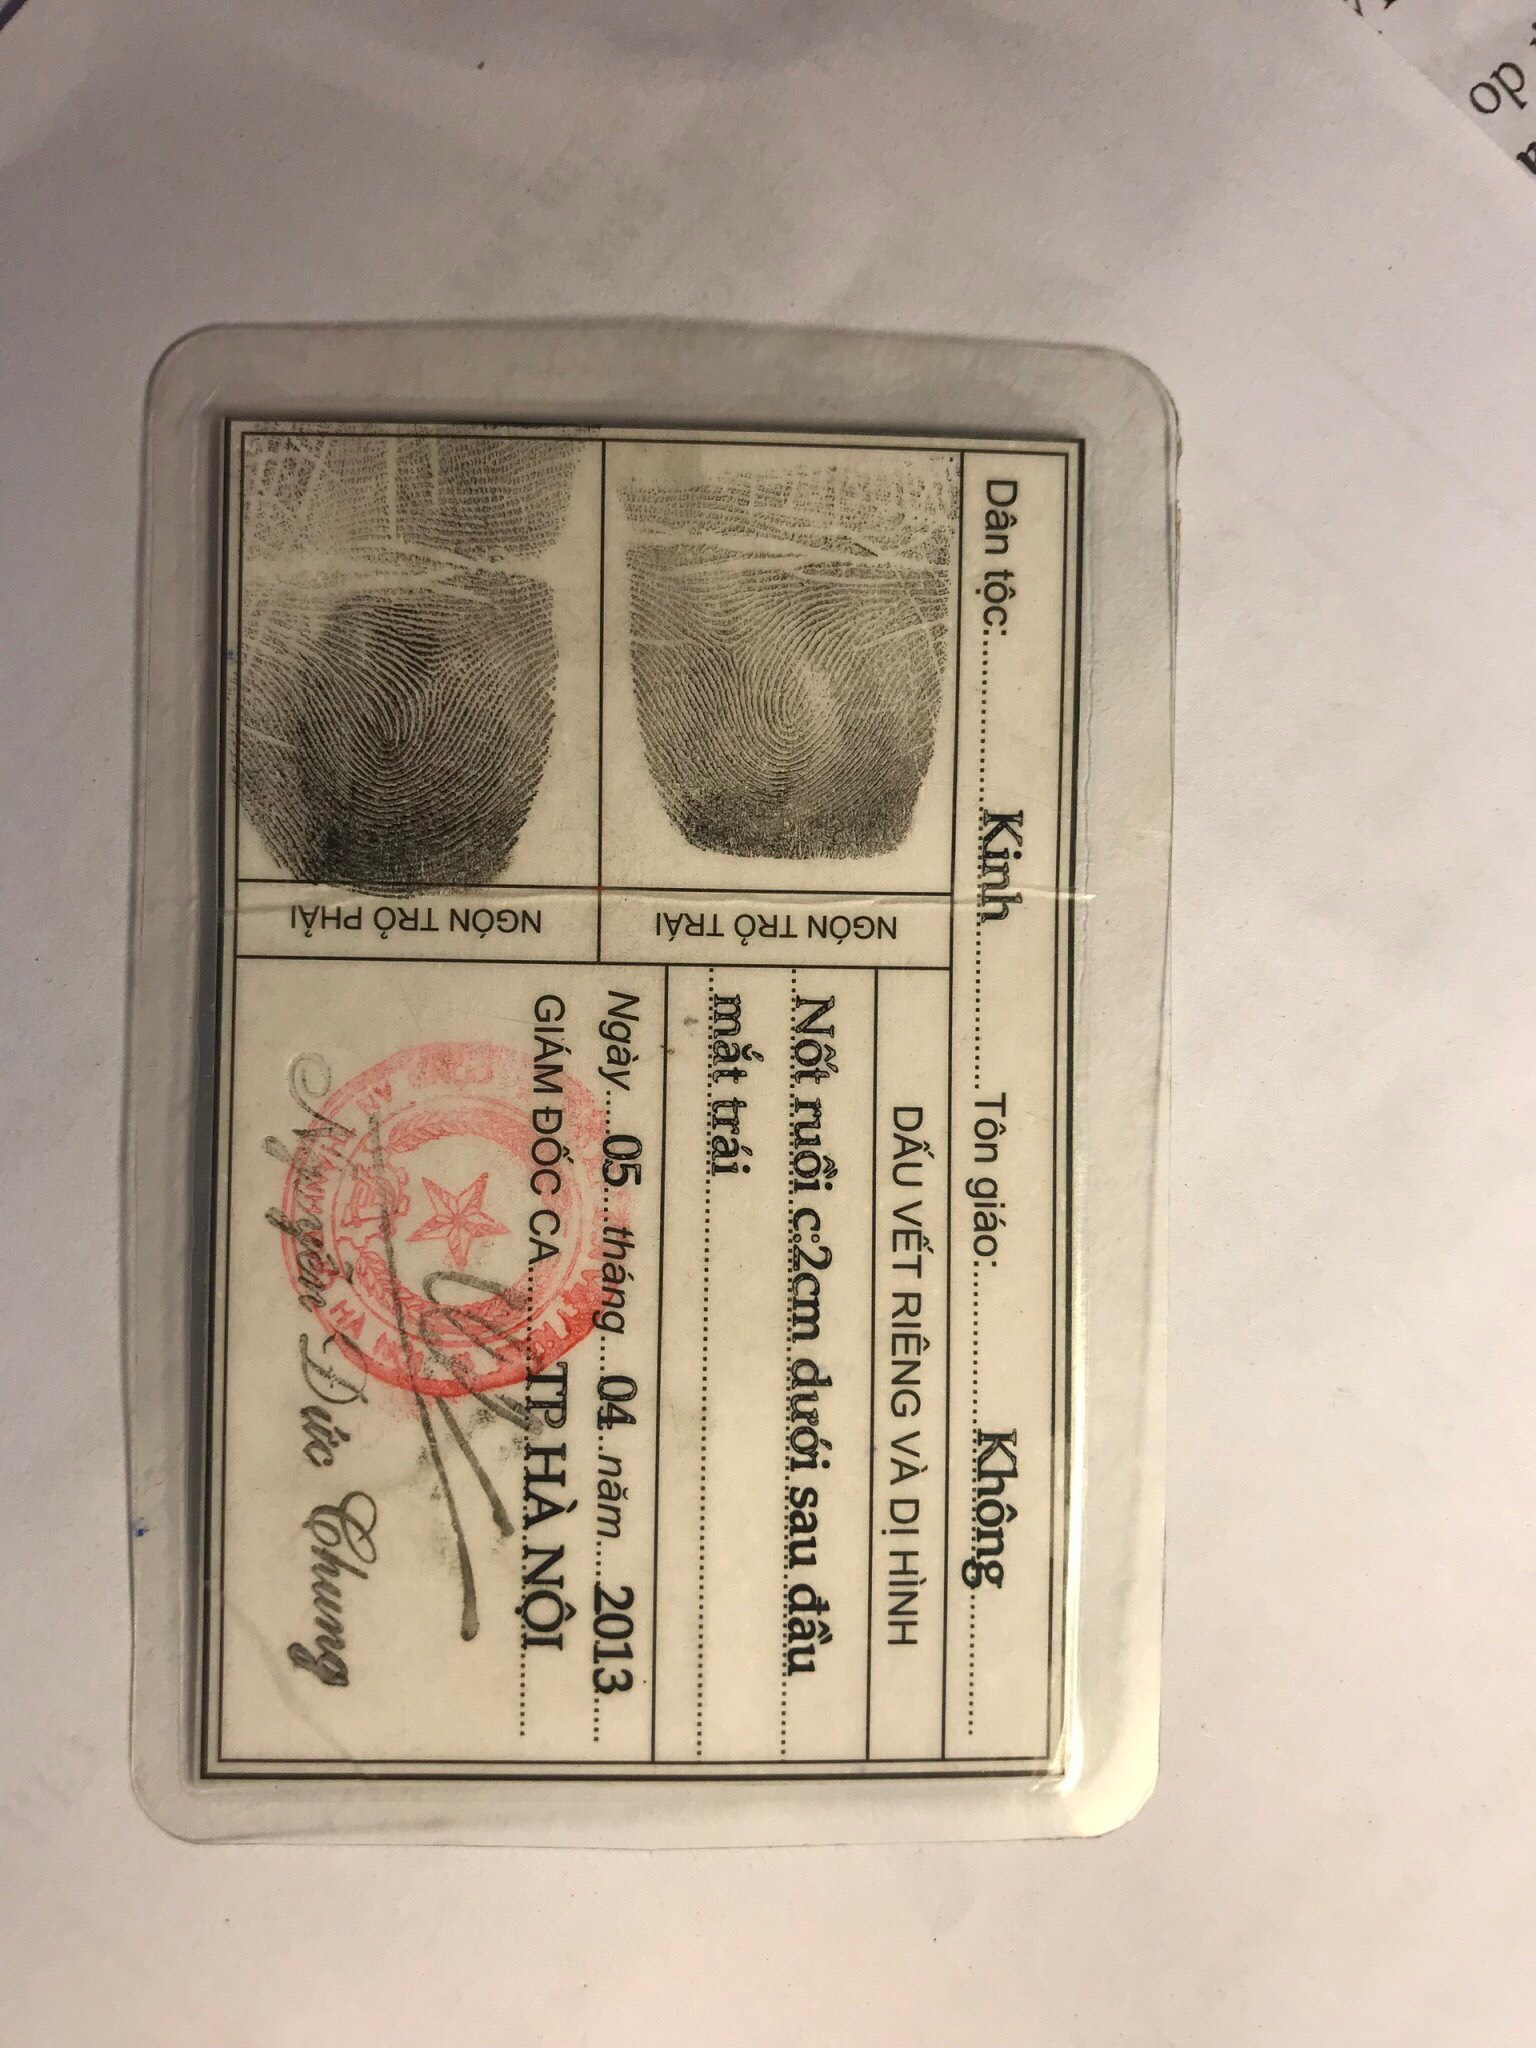 Dân tộc: Kinh Tôn giáo: Không
NGÓN TRỎ TRÁI
NGÓN TRỎ PHẢI
DẤU VẾT RIÊNG VÀ DỊ HÌNH
Nốt ruồi c.2cm dưới sau đầu
mắt trái
Ngày 05 tháng 04 năm 2013
GIÁM ĐỐC CA TP HÀ NỘI
Nguyễn Đức Chung
op